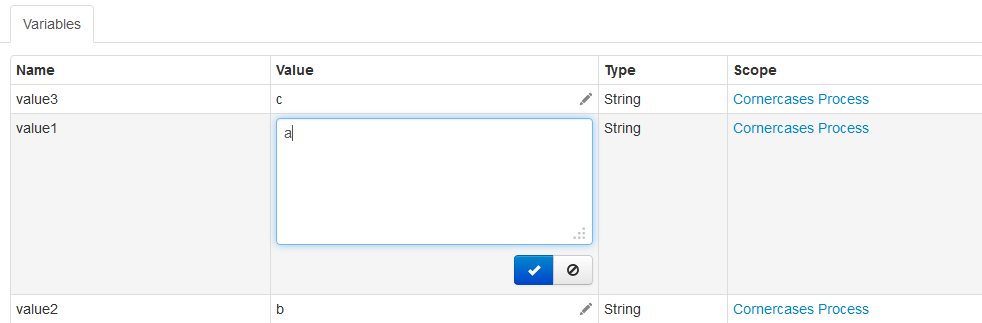 Variables
Name Value Type Scope
value3 c String Cornercases Process
value1 a String Cornercases Process
value2 b String Cornercases Process